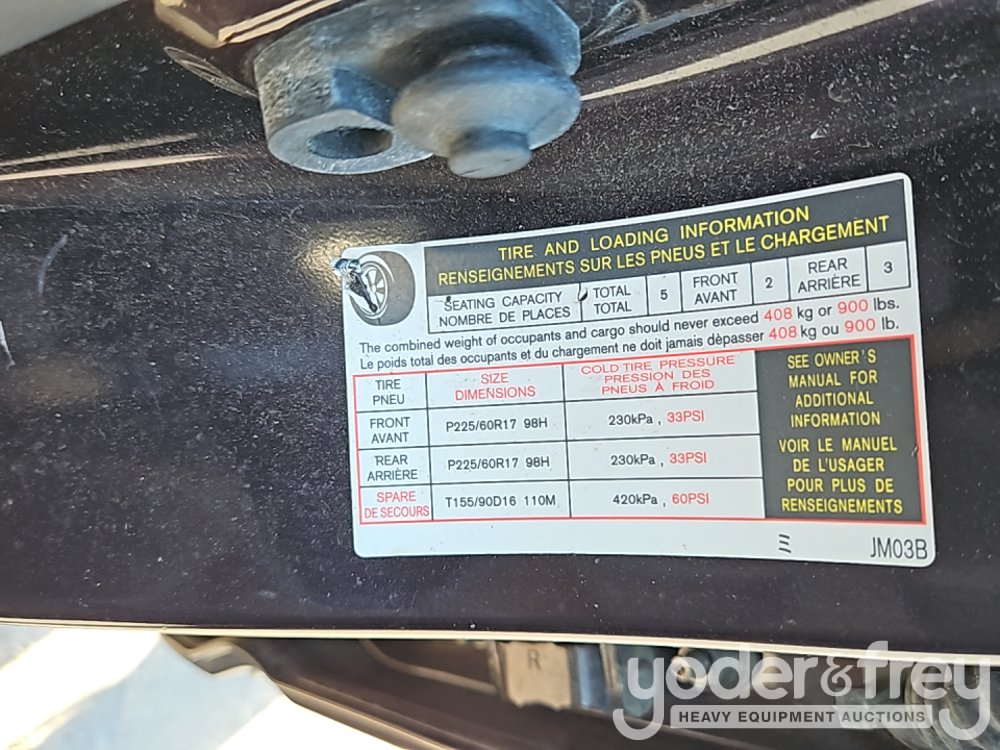 TIRE AND LOADING INFORMATION
RENSEIGNEMENTS SUR LES PNEUS ET LE CHARGEMENT
SEATING CAPACITY
NOMBRE DE PLACES
TOTAL
TOTAL
5
FRONT
AVANT
2
REAR
ARRIÈRE
3
The combined weight of occupants and cargo should never exceed 408 kg or 900 lbs.
Le poids total des occupants et du chargement ne doit jamais dèpasser 408 kg ou 900 lb.
TIRE
PNEU
SIZE
DIMENSIONS
COLD TIRE PRESSURE
PRESSION DES
PNEUS À FROID
FRONT
AVANT
P225/60R17 98H
230kPa , 33PSI
REAR
ARRIÈRE
P225/60R17 98H
230kPa , 33PSI
SPARE
DE SECOURS
T155/90D16 110M
420kPa , 60PSI
SEE OWNER'S
MANUAL FOR
ADDITIONAL
INFORMATION
VOIR LE MANUEL
DE L'USAGER
POUR PLUS DE
RENSEIGNEMENTS
JM03B
R
yoder&frey
HEAVY EQUIPMENT AUCTIONS